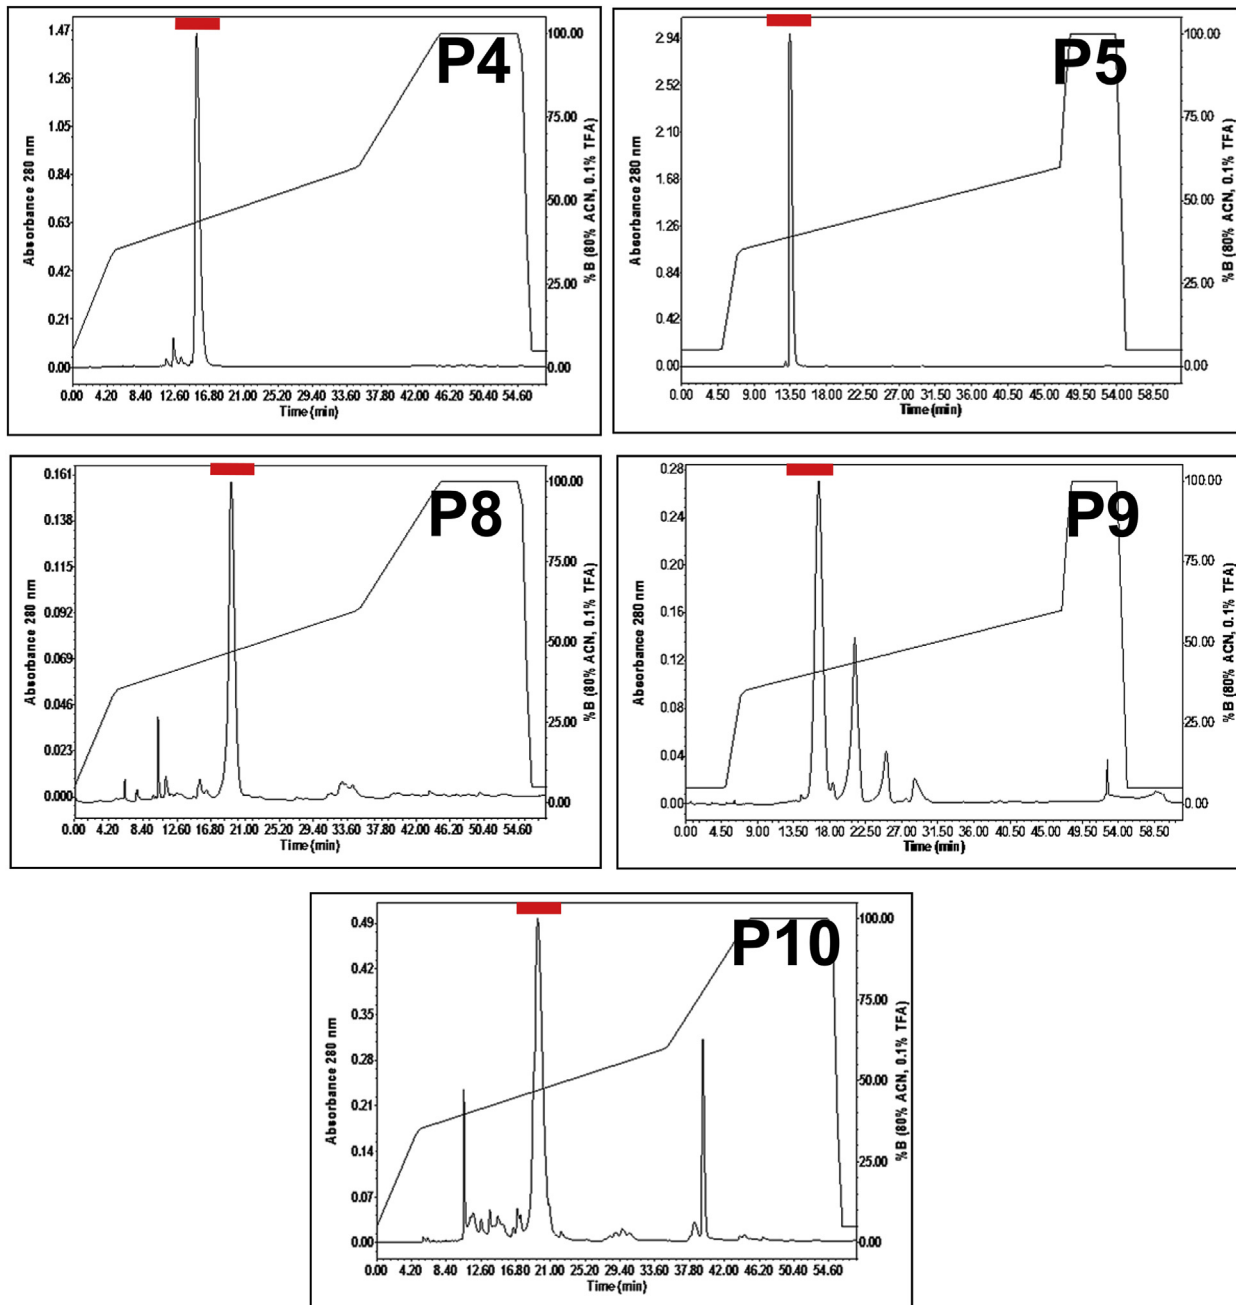 P4
1.47
1.26
1.05
0.84
0.63
0.42
0.21
0.00
Absorbance 280 nm
100.00
75.00
50.00
25.00
0.00
%B (80% ACN, 0.1% TFA)
0.00 4.20 8.40 12.60 16.80 21.00 25.20 29.40 33.60 37.80 42.00 46.20 50.40 54.60
Time (min)
P5
2.94
2.52
2.10
1.68
1.26
0.84
0.42
0.00
Absorbance 280 nm
100.00
75.00
50.00
25.00
0.00
%B (80% ACN, 0.1% TFA)
0.00 4.50 9.00 13.50 18.00 22.50 27.00 31.50 36.00 40.50 45.00 49.50 54.00 58.50
Time (min)
P8
0.161
0.138
0.115
0.092
0.069
0.046
0.023
0.000
Absorbance 280 nm
100.00
75.00
50.00
25.00
0.00
%B (80% ACN, 0.1% TFA)
0.00 4.20 8.40 12.60 16.80 21.00 25.20 29.40 33.60 37.80 42.00 46.20 50.40 54.60
Time (min)
P9
0.28
0.24
0.20
0.16
0.12
0.08
0.04
0.00
Absorbance 280 nm
100.00
75.00
50.00
25.00
0.00
%B (80% ACN, 0.1% TFA)
0.00 4.50 9.00 13.50 18.00 22.50 27.00 31.50 36.00 40.50 45.00 49.50 54.00 58.50
Time (min)
P10
0.49
0.42
0.35
0.28
0.21
0.14
0.07
0.00
Absorbance 280 nm
100.00
75.00
50.00
25.00
0.00
%B (80% ACN, 0.1% TFA)
0.00 4.20 8.40 12.60 16.80 21.00 25.20 29.40 33.60 37.80 42.00 46.20 50.40 54.60
Time (min)